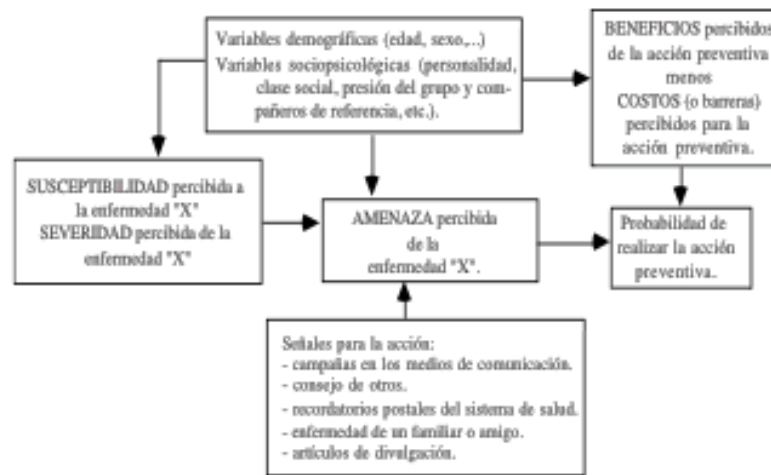 Variables demográficas (edad, sexo,...)
Variables sociopsicológicas (personalidad,
clase social, presión del grupo y com-
pañeros de referencia, etc.).
BENEFICIOS percibidos
de la acción preventiva
menos
COSTOS (o barreras)
percibidos para la
acción preventiva.
SUSCEPTIBILIDAD percibida a
la enfermedad "X"
SEVERIDAD percibida de la
enfermedad "X"
AMENAZA percibida
de la
enfermedad "X".
Probabilidad de
realizar la acción
preventiva.
Señales para la acción:
- campañas en los medios de comunicación.
- consejo de otros.
- recordatorios postales del sistema de salud.
- enfermedad de un familiar o amigo.
- artículos de divulgación.